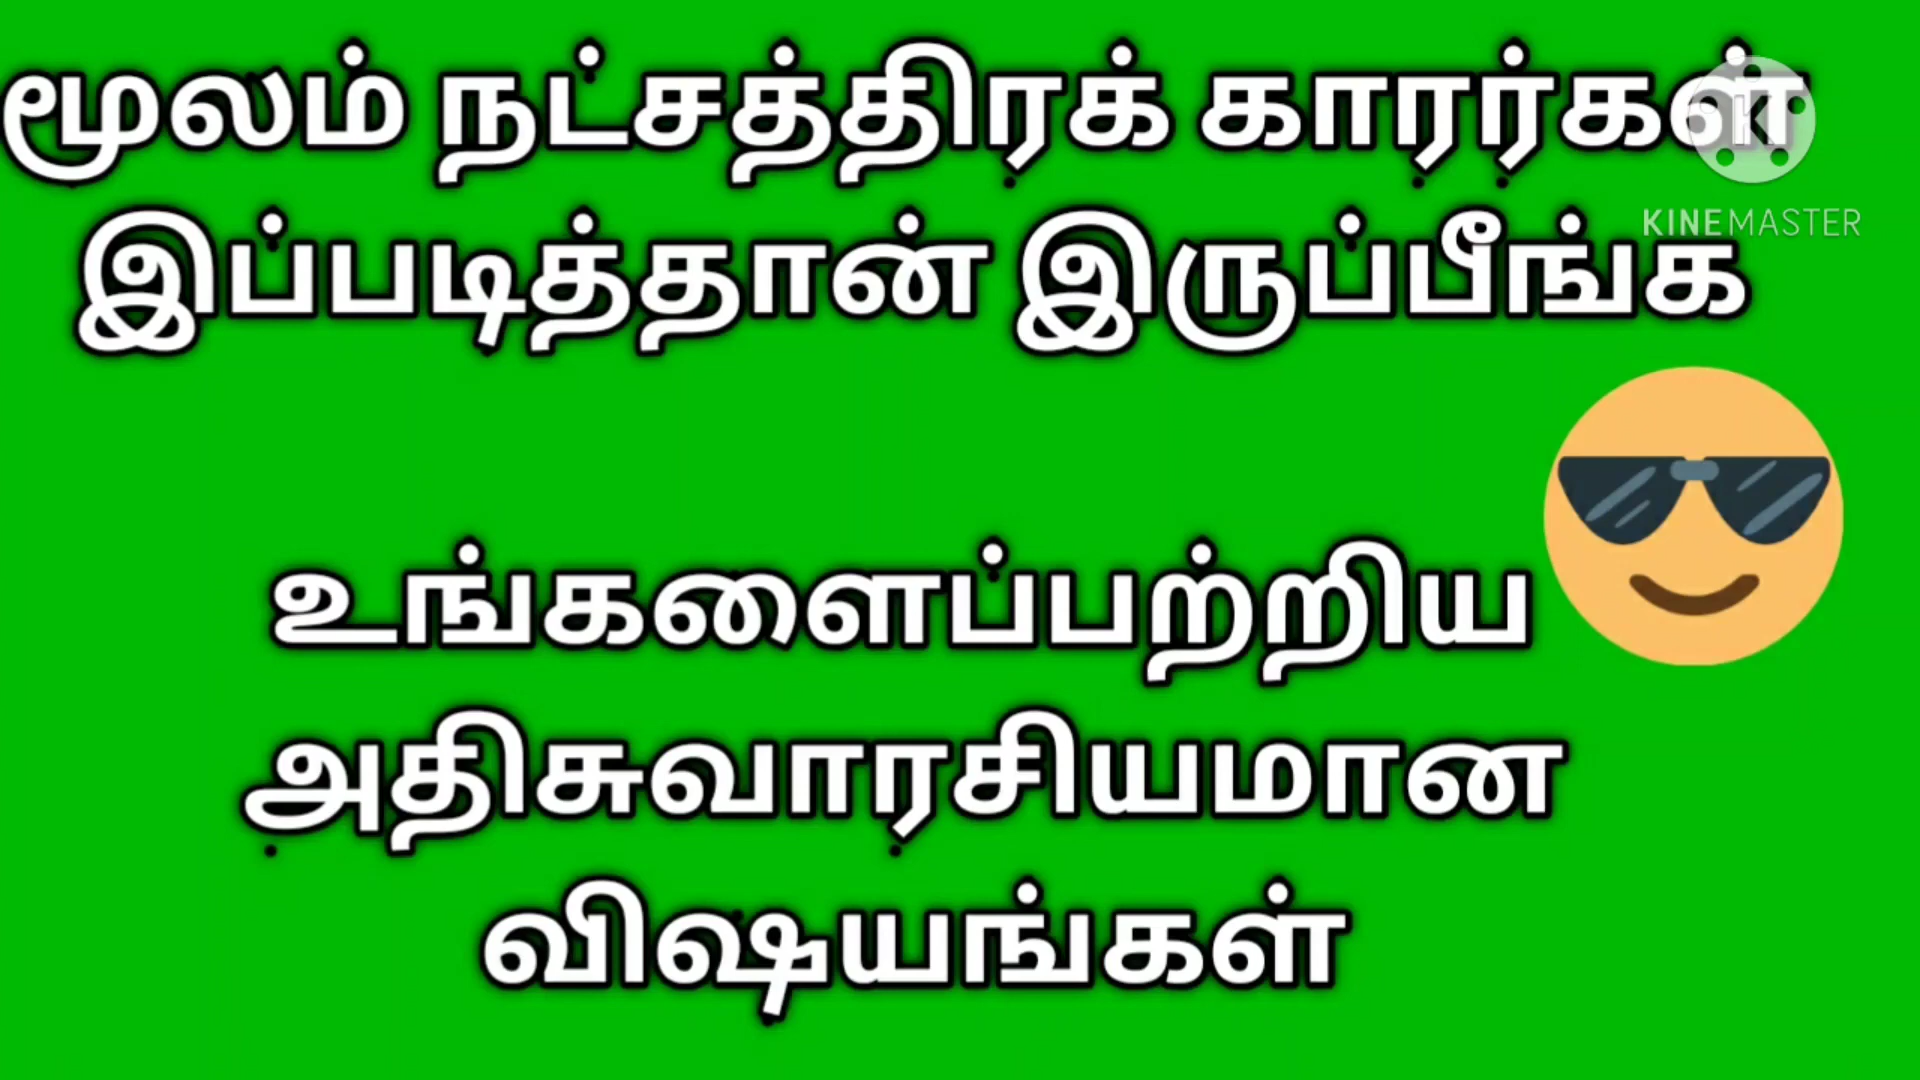 மூலம் நட்சத்திரக் காரர்கள்
இப்படித்தான் இருப்பீங்க
உங்களைப்பற்றிய
அதிசுவாரசியமான
விஷயங்கள்
K
KINEMASTER